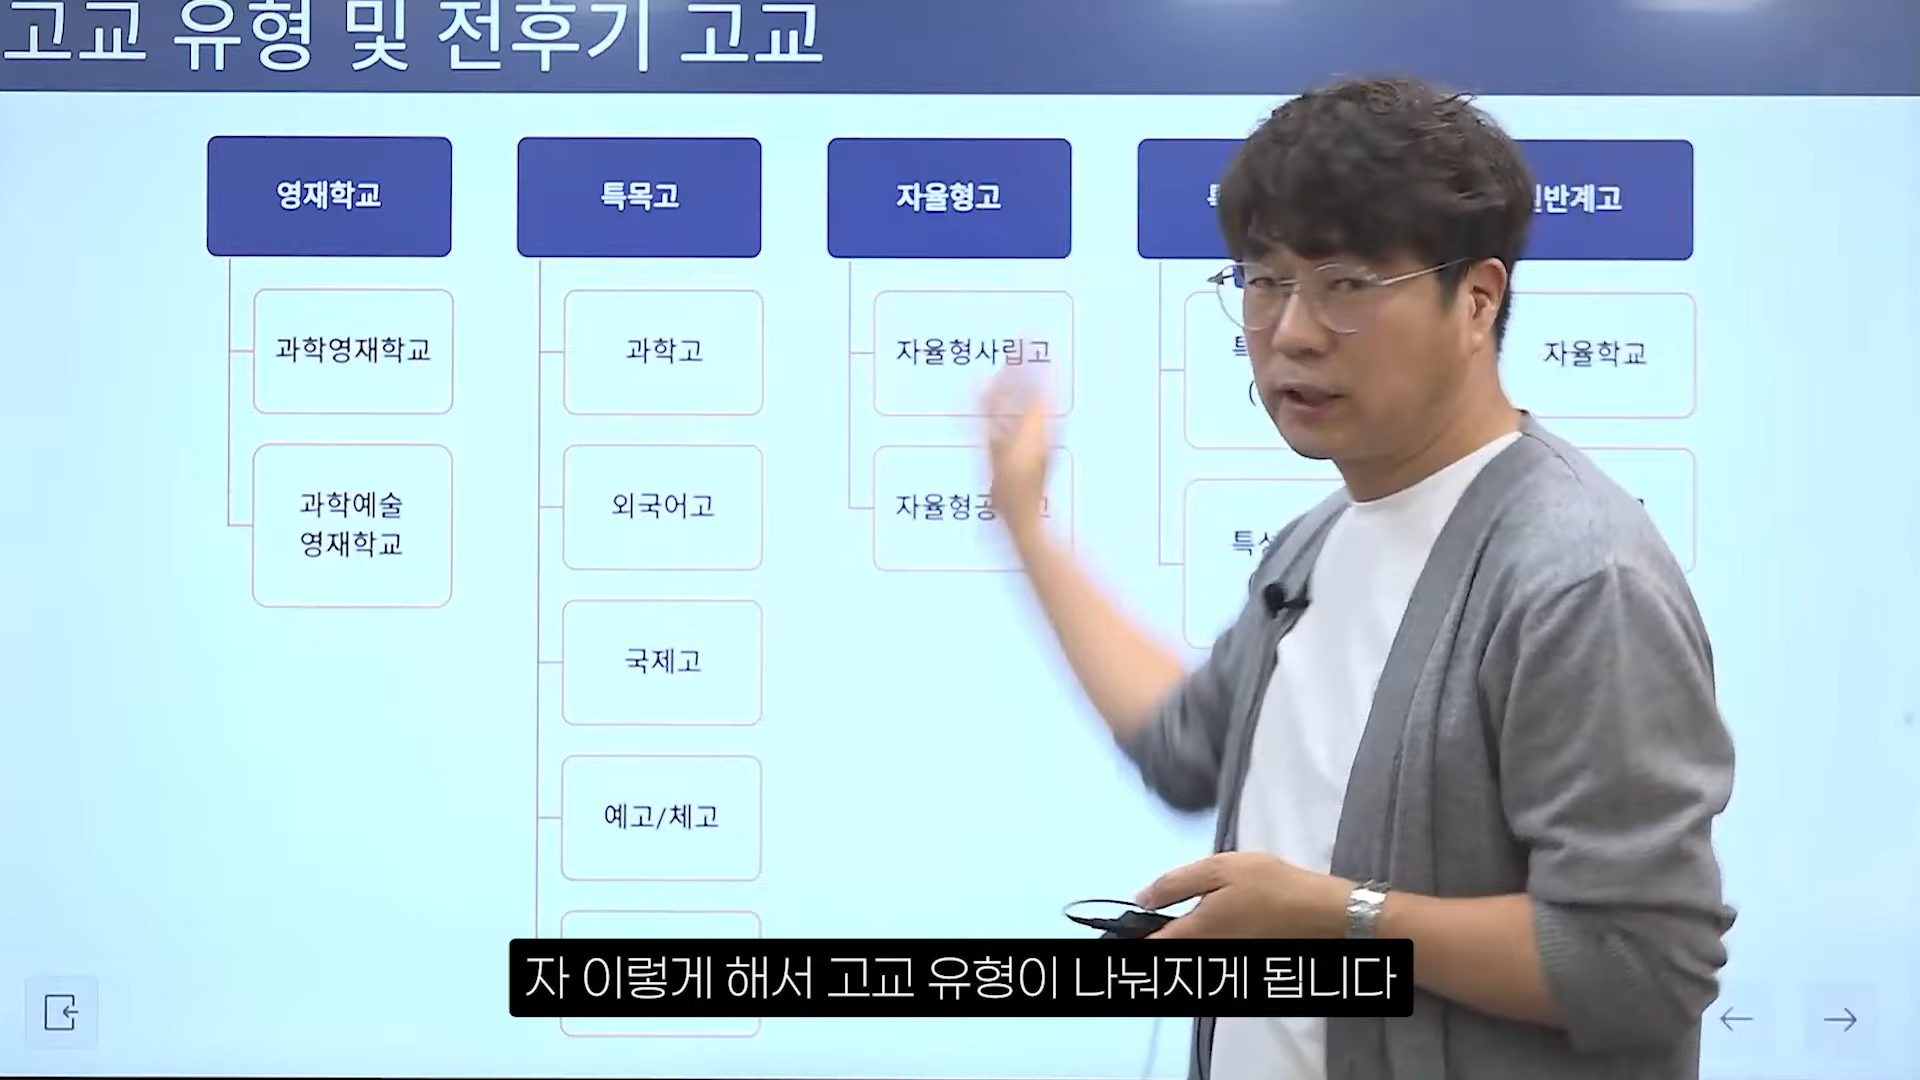 고교 유형 및 전후기 고교
영재학교
특목고
자율형고
과학영재학교
과학고
자율형사립고
자율학교
과학예술
영재학교
외국어고
국제고
예고/체고
자 이렇게 해서 고교 유형이 나눠지게 됩니다